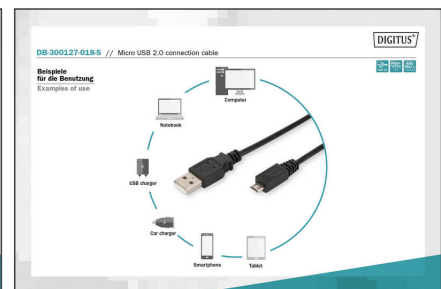 DIGITUS®
DB-300127-018-S // Micro USB 2.0 connection cable
Beispiele
für die Benutzung
Examples of use
Computer
Notebook
USB charger
Car charger
Smartphone
Tablet